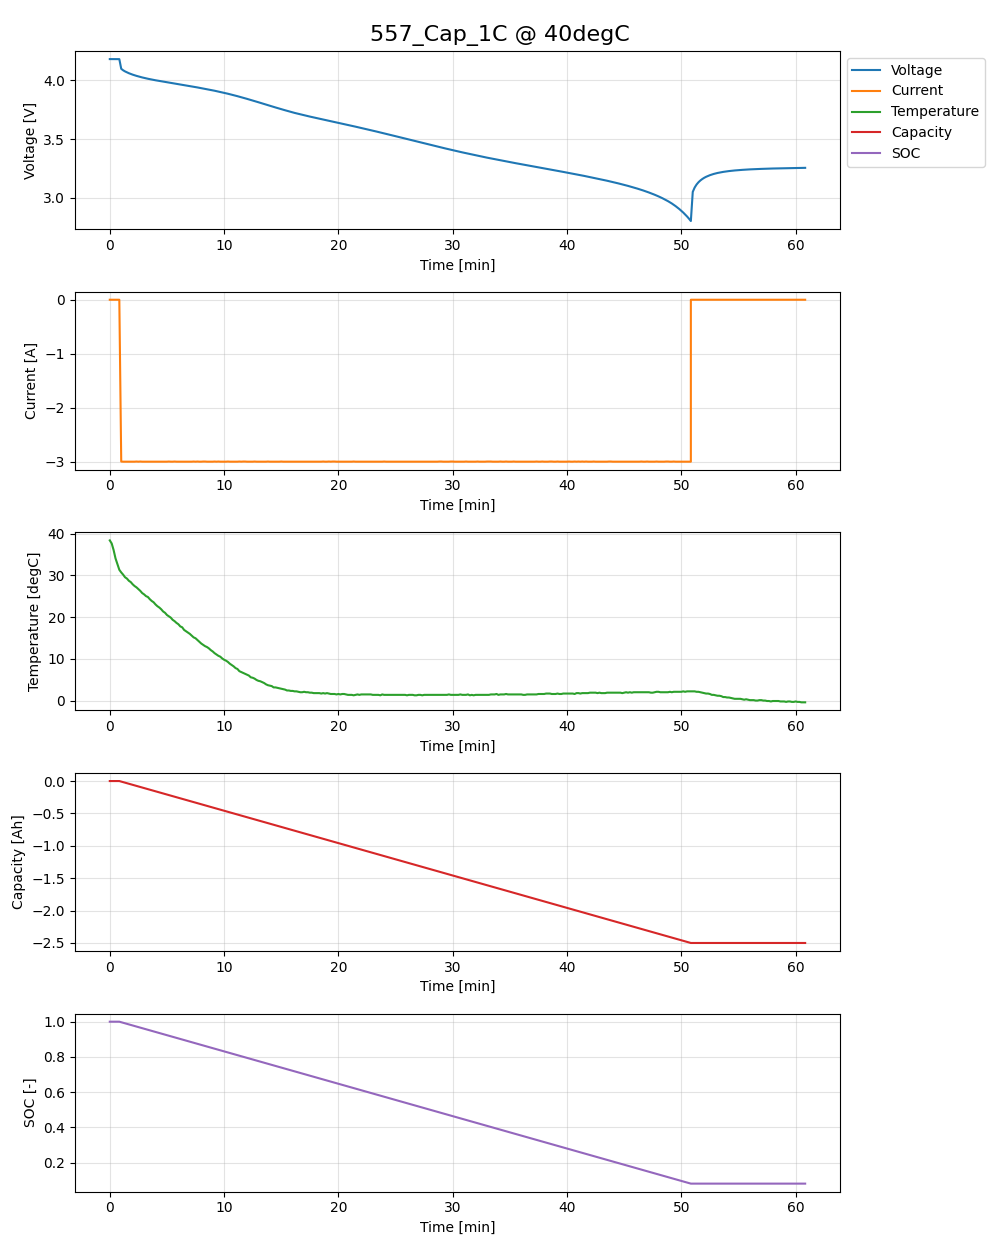 557_Cap_1C @ 40degC
Voltage
Current
Temperature
Capacity
SOC
Voltage [V]
4.0
3.5
3.0
0 10 20 30 40 50 60
Time [min]
Current [A]
0
−1
−2
−3
0 10 20 30 40 50 60
Time [min]
Temperature [degC]
40
30
20
10
0
0 10 20 30 40 50 60
Time [min]
Capacity [Ah]
0.0
−0.5
−1.0
−1.5
−2.0
−2.5
0 10 20 30 40 50 60
Time [min]
SOC [-]
1.0
0.8
0.6
0.4
0.2
0 10 20 30 40 50 60
Time [min]